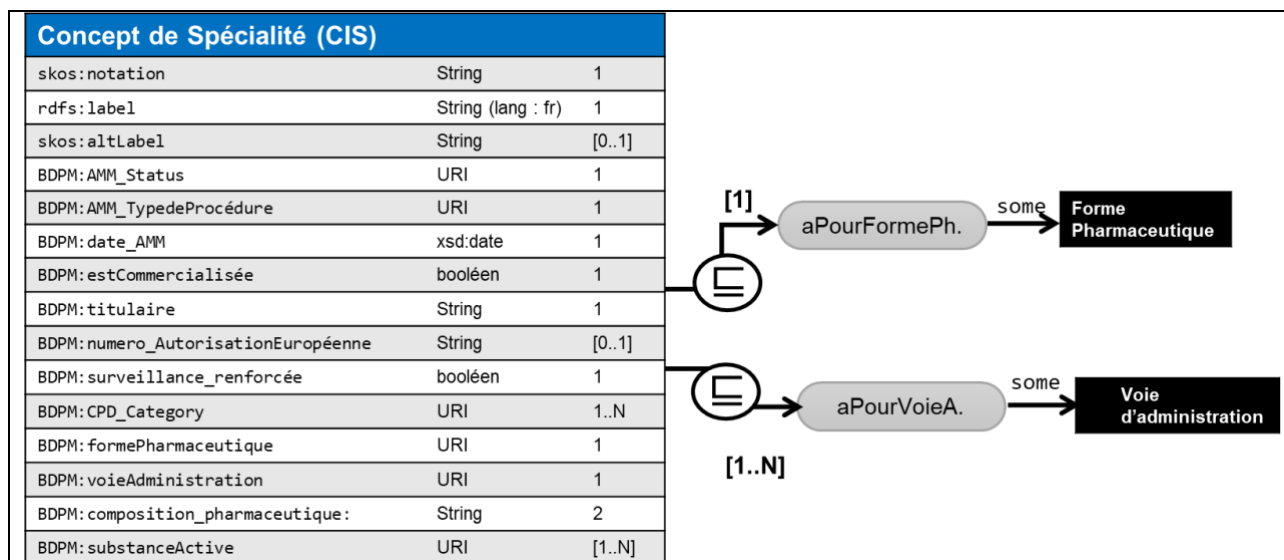 Concept de Spécialité (CIS)
skos:notation String 1
rdfs:label String (lang : fr) 1
skos:altLabel String [0..1]
BDPM:AMM_Status URI 1
BDPM:AMM_TypedeProcédure URI 1
BDPM:date_AMM xsd:date 1
BDPM:estCommercialisée booléen 1
BDPM:titulaire String 1
BDPM:numero_AutorisationEuropéenne String [0..1]
BDPM:surveillance_renforcée booléen 1
BDPM:CPD_Category URI 1..N
BDPM:formePharmaceutique URI 1
BDPM:voieAdministration URI 1
BDPM:composition_pharmaceutique: String 2
BDPM:substanceActive URI [1..N]
[1]
⊑
aPourFormePh.
some
Forme
Pharmaceutique
⊑
[1..N]
aPourVoieA.
some
Voie
d'administration